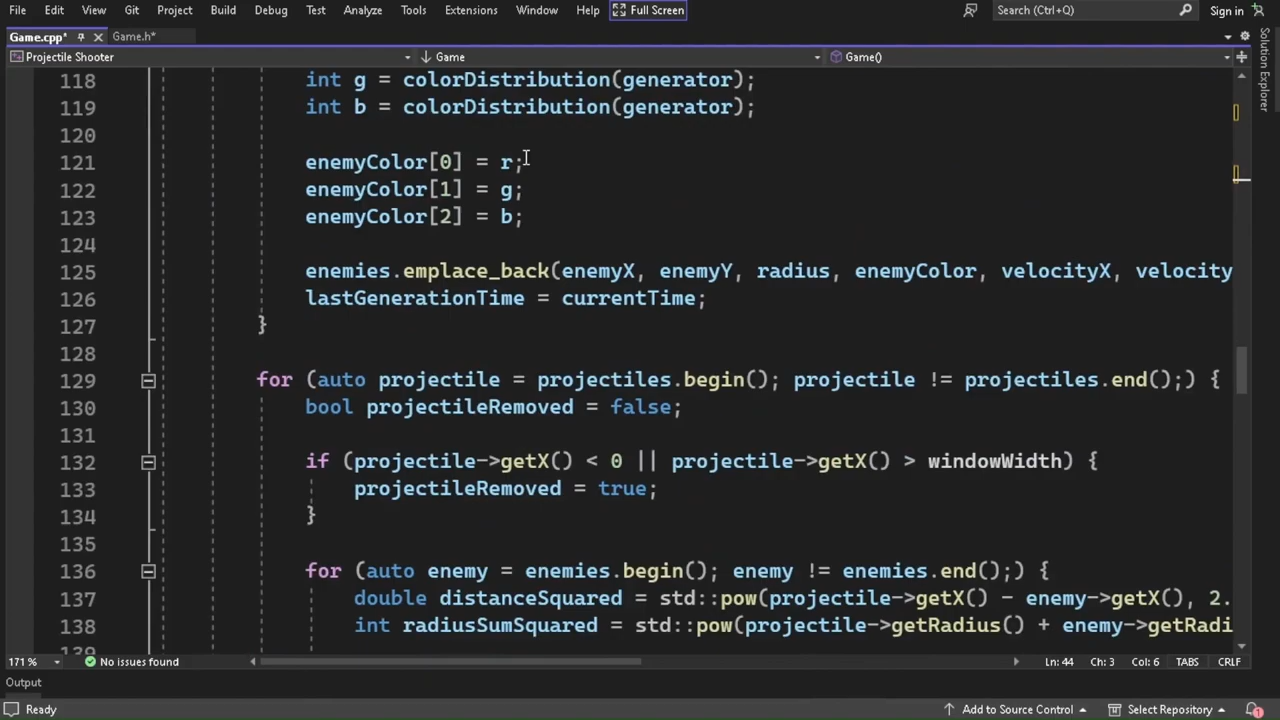 File Edit View Git Project Build Debug Test Analyze Tools Extensions Window Help Full Screen Search (Ctrl+Q) Sign in
Game.cpp* Game.h*
Projectile Shooter Game Game()
Solution Explorer
118 int g = colorDistribution(generator);
119 int b = colorDistribution(generator);
120
121 enemyColor[0] = r;
122 enemyColor[1] = g;
123 enemyColor[2] = b;
124
125 enemies.emplace_back(enemyX, enemyY, radius, enemyColor, velocityX, velocity
126 lastGenerationTime = currentTime;
127 }
128
129 for (auto projectile = projectiles.begin(); projectile != projectiles.end();) {
130 bool projectileRemoved = false;
131
132 if (projectile->getX() < 0 || projectile->getX() > windowWidth) {
133 projectileRemoved = true;
134 }
135
136 for (auto enemy = enemies.begin(); enemy != enemies.end();) {
137 double distanceSquared = std::pow(projectile->getX() - enemy->getX(), 2.
138 int radiusSumSquared = std::pow(projectile->getRadius() + enemy->getRadi
139
171 % No issues found Ln: 44 Ch: 3 Col: 6 TABS CRLF
Output
Ready Add to Source Control Select Repository 1